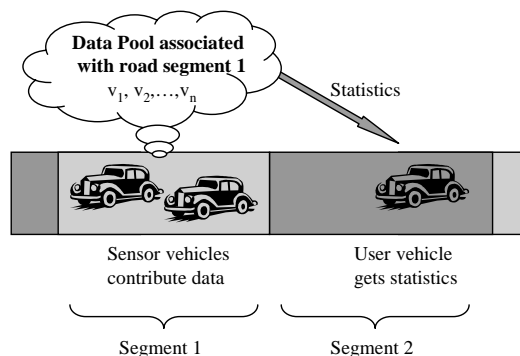 Data Pool associated
with road segment 1
v1, v2,…,vn
Statistics
Sensor vehicles
contribute data
User vehicle
gets statistics
Segment 1
Segment 2